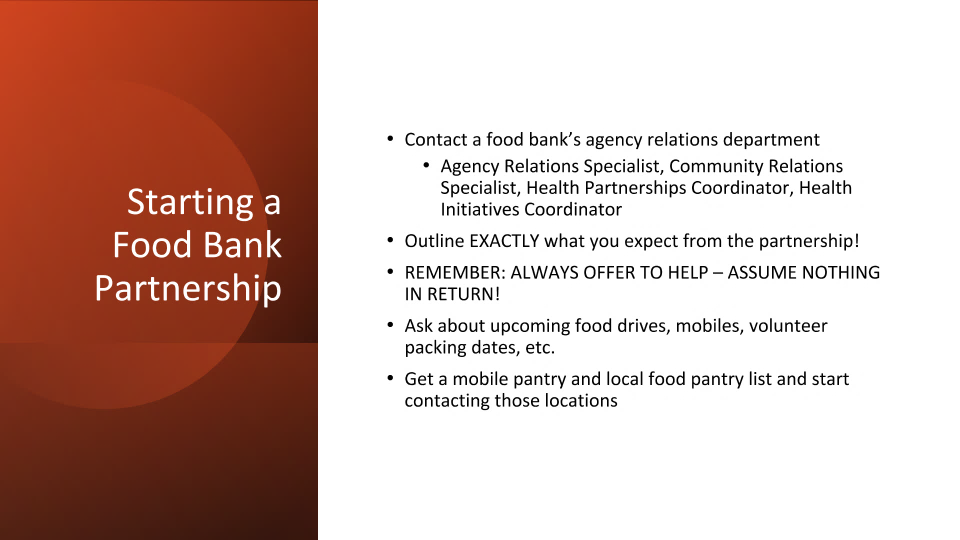 Starting a
Food Bank
Partnership
• Contact a food bank’s agency relations department
• Agency Relations Specialist, Community Relations
Specialist, Health Partnerships Coordinator, Health
Initiatives Coordinator
• Outline EXACTLY what you expect from the partnership!
• REMEMBER: ALWAYS OFFER TO HELP – ASSUME NOTHING
IN RETURN!
• Ask about upcoming food drives, mobiles, volunteer
packing dates, etc.
• Get a mobile pantry and local food pantry list and start
contacting those locations